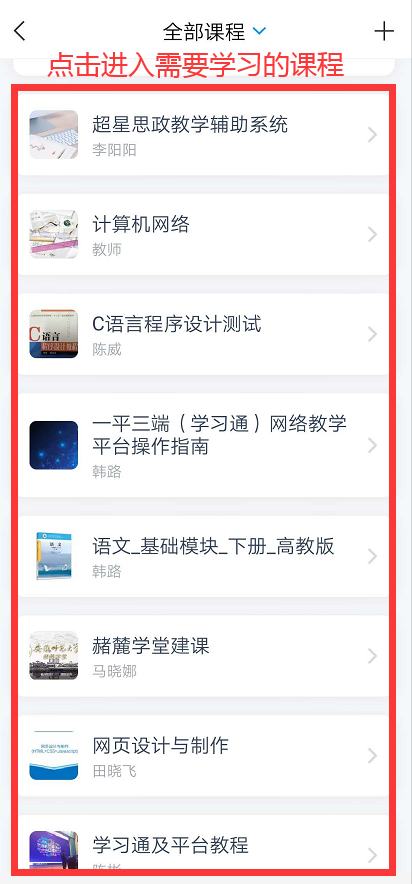 全部课程
点击进入需要学习的课程
超星思政教学辅助系统
李阳阳
计算机网络
教师
C语言程序设计测试
陈威
一平三端（学习通）网络教学
平台操作指南
韩路
语文_基础模块_下册_高教版
韩路
赭麓学堂建课
马晓娜
网页设计与制作
田晓飞
学习通及平台教程